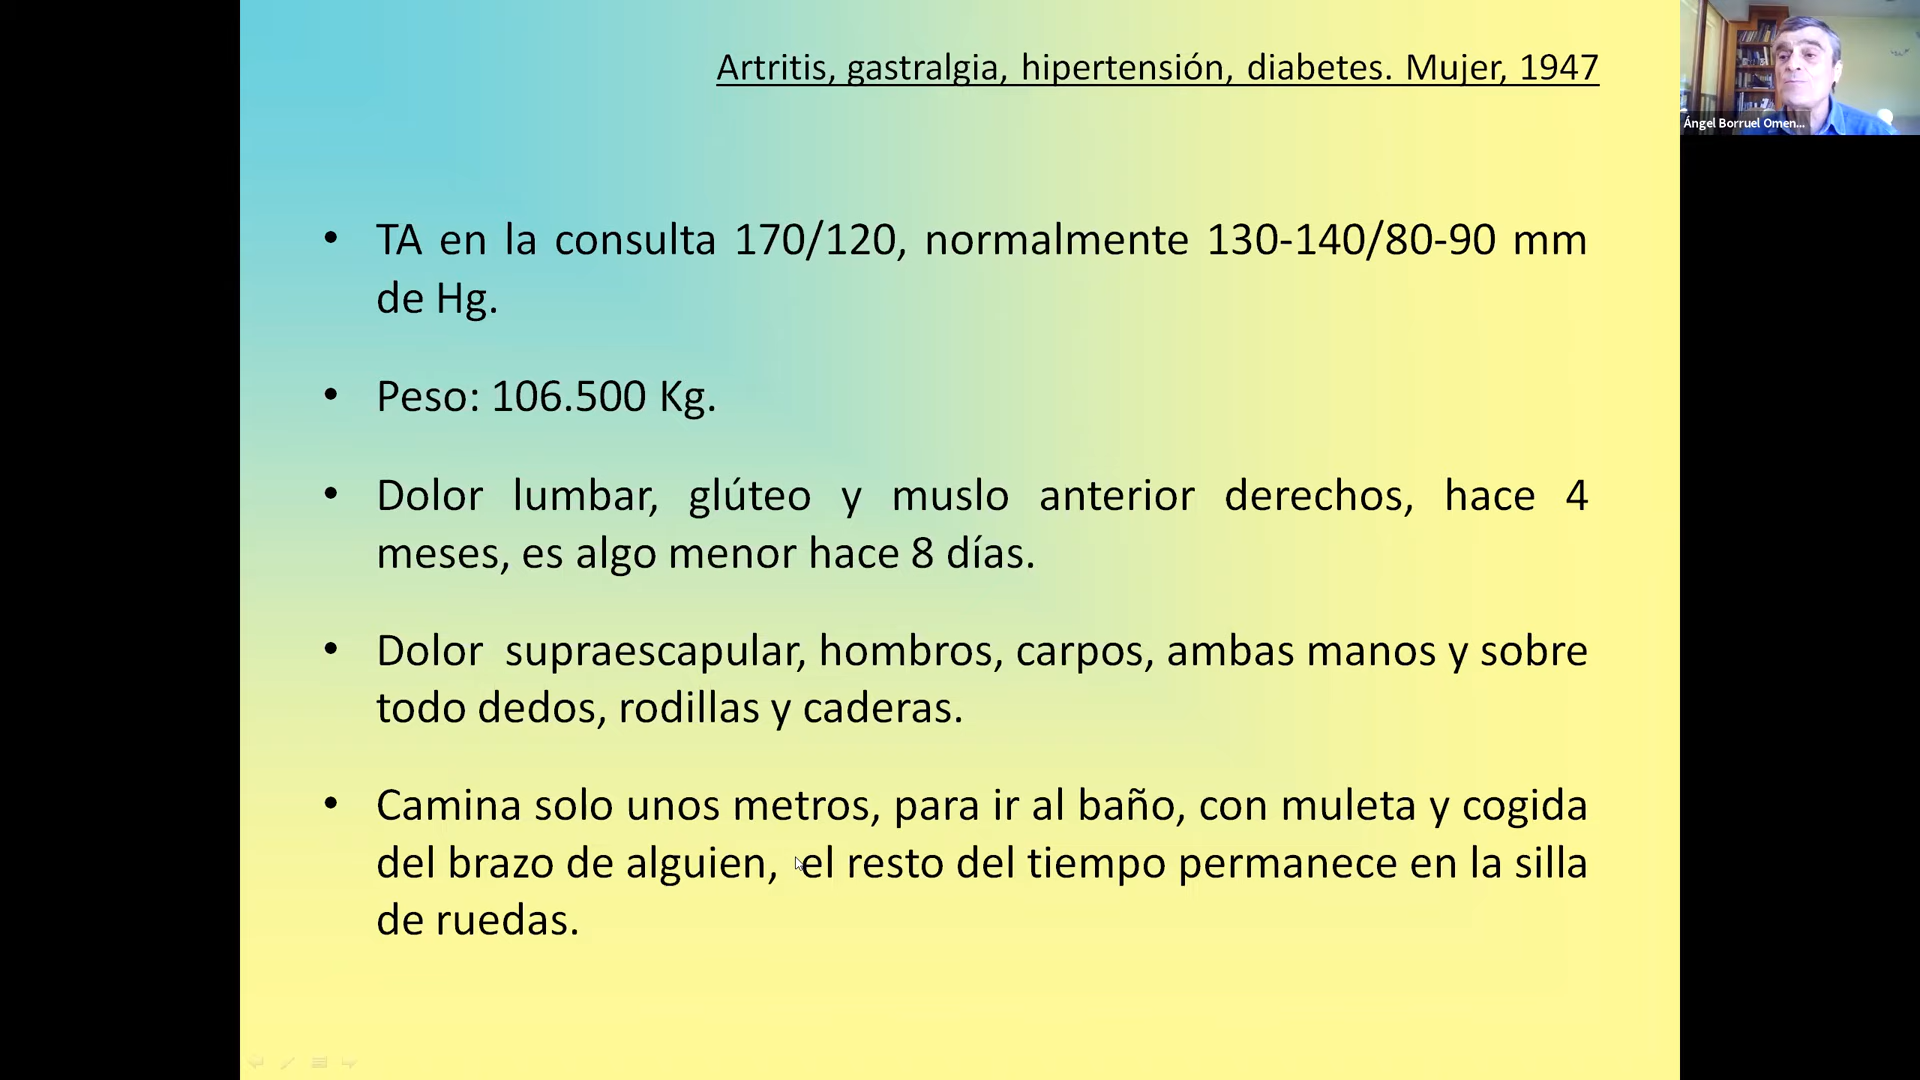 Artritis, gastralgia, hipertensión, diabetes. Mujer, 1947
Ángel Borruel Omen...
• TA en la consulta 170/120, normalmente 130-140/80-90 mm
de Hg.
• Peso: 106.500 Kg.
• Dolor lumbar, glúteo y muslo anterior derechos, hace 4
meses, es algo menor hace 8 días.
• Dolor supraescapular, hombros, carpos, ambas manos y sobre
todo dedos, rodillas y caderas.
• Camina solo unos metros, para ir al baño, con muleta y cogida
del brazo de alguien, el resto del tiempo permanece en la silla
de ruedas.